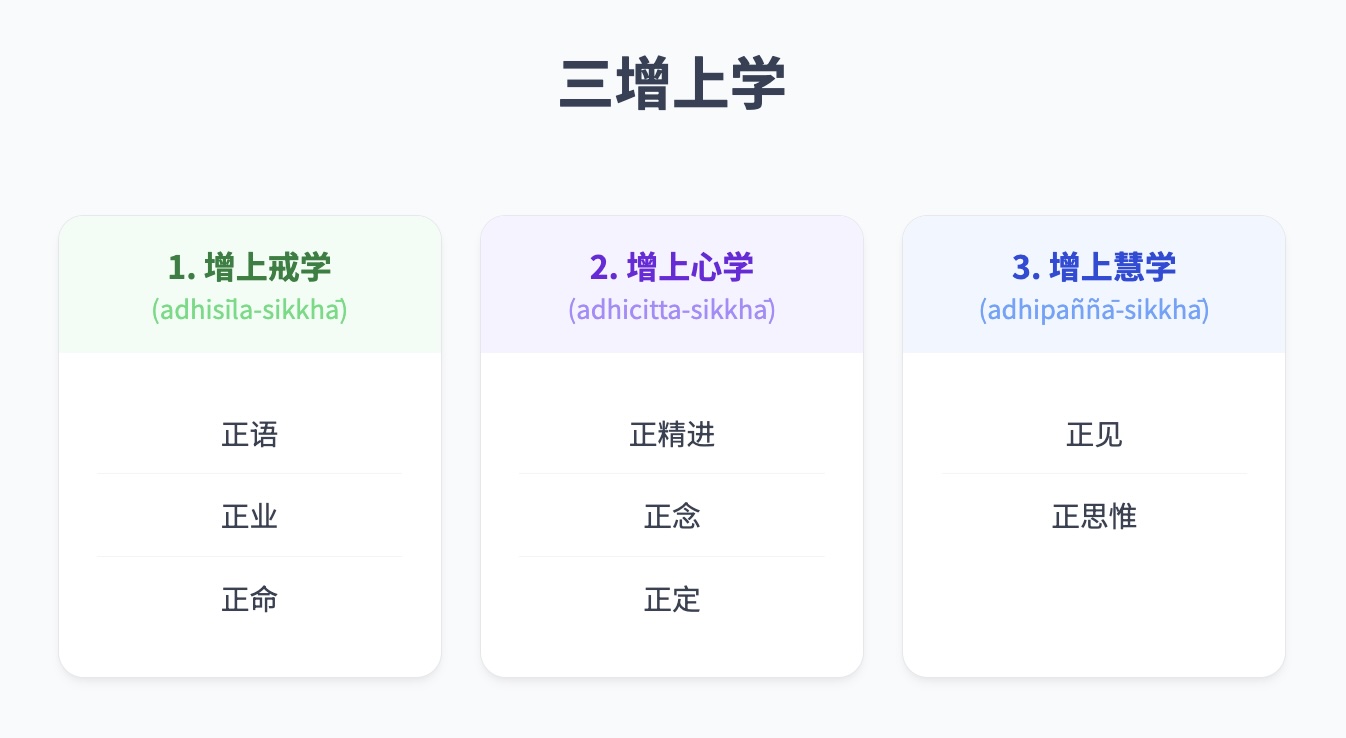 三增上学
1. 增上戒学
(adhisīla-sikkhā)
正语
正业
正命
2. 增上心学
(adhicitta-sikkhā)
正精进
正念
正定
3. 增上慧学
(adhipaññā-sikkhā)
正见
正思惟